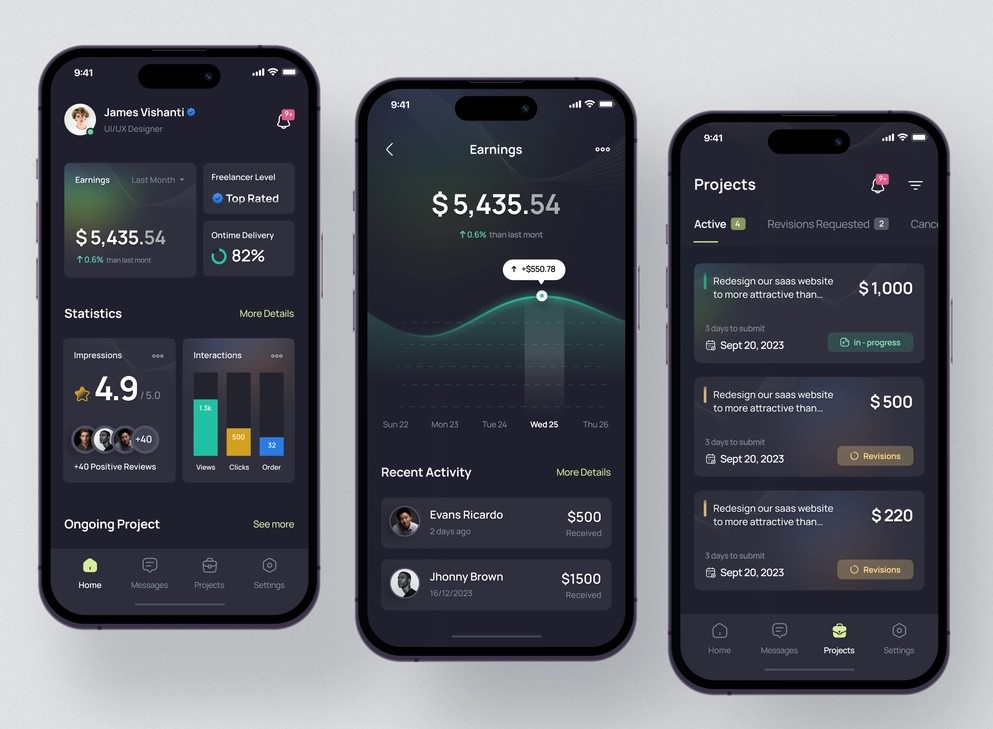 9:41
James Vishanti
UI/UX Designer
9+
Earnings
Last Month
$5,435.54
↑ 0.6% than last mont
Freelancer Level
Top Rated
Ontime Delivery
82%
Statistics
More Details
Impressions
4.9 / 5.0
+40
+40 Positive Reviews
Interactions
1.3k
500
32
Views
Clicks
Order
Ongoing Project
See more
Home
Messages
Projects
Settings
9:41
Earnings
$5,435.54
↑ 0.6% than last mont
↑ +$550.78
Sun 22
Mon 23
Tue 24
Wed 25
Thu 26
Recent Activity
More Details
Evans Ricardo
2 days ago
$500
Received
Jhonny Brown
16/12/2023
$1500
Received
9:41
Projects
9+
Active 4
Revisions Requested 2
Canc
Redesign our saas website
to more attractive than...
$1,000
3 days to submit
Sept 20, 2023
in - progress
Redesign our saas website
to more attractive than...
$500
3 days to submit
Sept 20, 2023
Revisions
Redesign our saas website
to more attractive than...
$220
3 days to submit
Sept 20, 2023
Revisions
Home
Messages
Projects
Settings